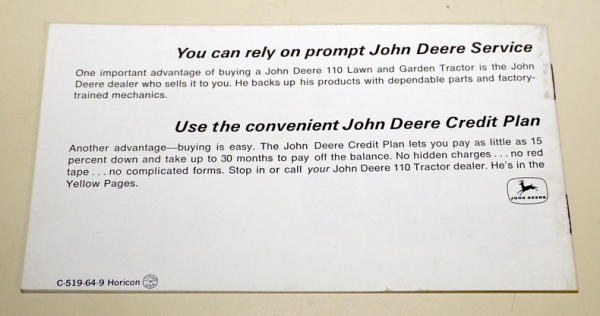 You can rely on prompt John Deere Service
One important advantage of buying a John Deere 110 Lawn and Garden Tractor is the John
Deere dealer who sells it to you. He backs up his products with dependable parts and factory-
trained mechanics.
Use the convenient John Deere Credit Plan
Another advantage—buying is easy. The John Deere Credit Plan lets you pay as little as 15
percent down and take up to 30 months to pay off the balance. No hidden charges . . . no red
tape . . . no complicated forms. Stop in or call your John Deere 110 Tractor dealer. He's in the
Yellow Pages.
JOHN DEERE
C-519-64-9 Horicon